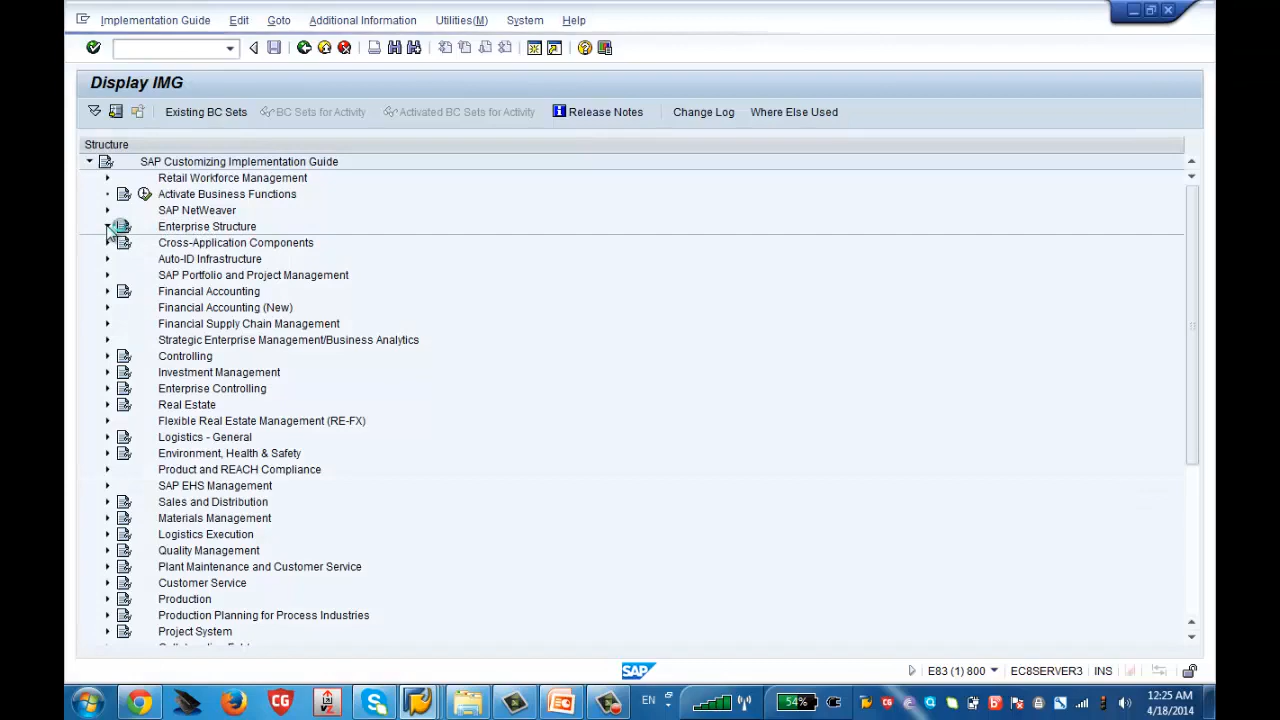 Implementation Guide Edit Goto Additional Information Utilities(M) System Help
Display IMG
Existing BC Sets BC Sets for Activity Activated BC Sets for Activity Release Notes Change Log Where Else Used
Structure
SAP Customizing Implementation Guide
Retail Workforce Management
Activate Business Functions
SAP NetWeaver
Enterprise Structure
Cross-Application Components
Auto-ID Infrastructure
SAP Portfolio and Project Management
Financial Accounting
Financial Accounting (New)
Financial Supply Chain Management
Strategic Enterprise Management/Business Analytics
Controlling
Investment Management
Enterprise Controlling
Real Estate
Flexible Real Estate Management (RE-FX)
Logistics - General
Environment, Health & Safety
Product and REACH Compliance
SAP EHS Management
Sales and Distribution
Materials Management
Logistics Execution
Quality Management
Plant Maintenance and Customer Service
Customer Service
Production
Production Planning for Process Industries
Project System
SAP E83 (1) 800 EC8SERVER3 INS
CG EN 54% 12:25 AM
4/18/2014